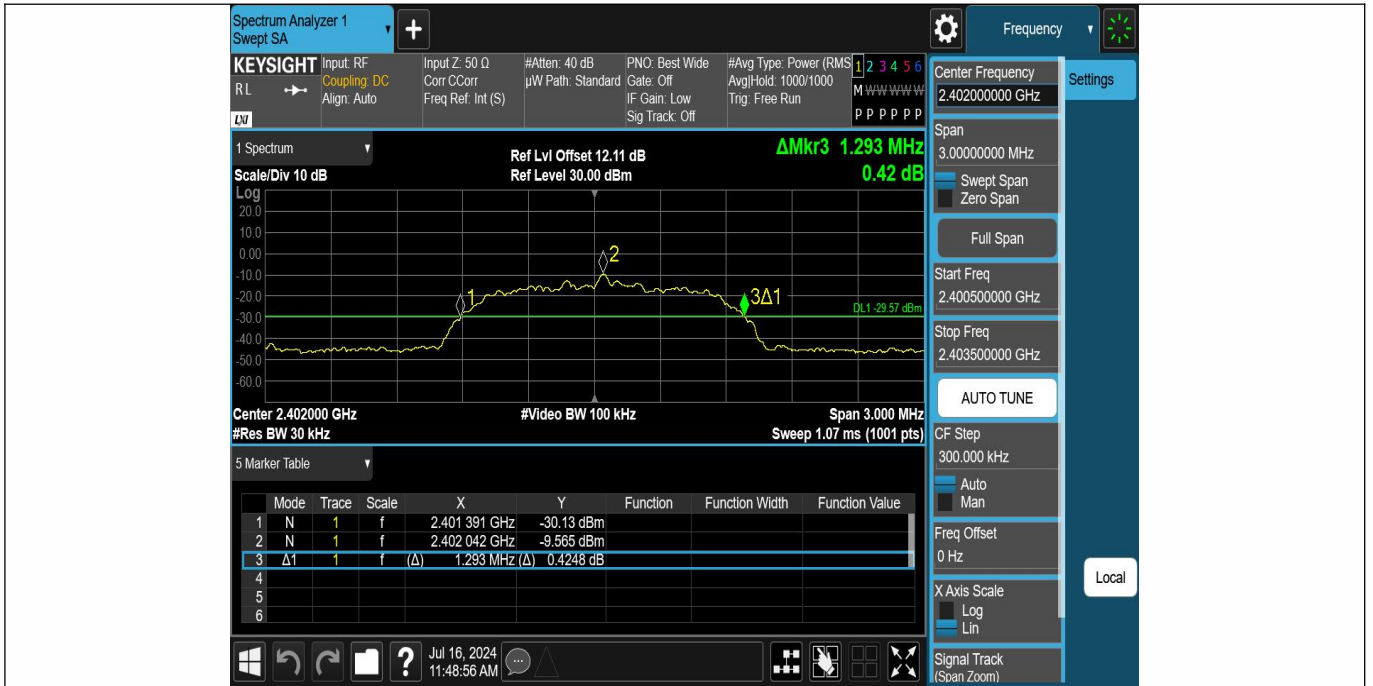 Spectrum Analyzer 1
Swept SA
+
Frequency
KEYSIGHT
RL
LXI
Input: RF
Coupling: DC
Align: Auto
Input Z: 50 Ω
Corr CCorr
Freq Ref: Int (S)
#Atten: 40 dB
µW Path: Standard
PNO: Best Wide
Gate: Off
IF Gain: Low
Sig Track: Off
#Avg Type: Power (RMS
Avg|Hold: 1000/1000
Trig: Free Run
1 2 3 4 5 6
M W W W W W
P P P P P P
1 Spectrum
Scale/Div 10 dB
Ref Lvl Offset 12.11 dB
Ref Level 30.00 dBm
ΔMkr3 1.293 MHz
0.42 dB
Log
20.0
10.0
0.00
-10.0
-20.0
-30.0
-40.0
-50.0
-60.0
1
2
3Δ1
DL1 -29.57 dBm
Center 2.402000 GHz
#Res BW 30 kHz
#Video BW 100 kHz
Span 3.000 MHz
Sweep 1.07 ms (1001 pts)
5 Marker Table
Mode Trace Scale X Y Function Function Width Function Value
1 N 1 f 2.401 391 GHz -30.13 dBm
2 N 1 f 2.402 042 GHz -9.565 dBm
3 Δ1 1 f (Δ) 1.293 MHz (Δ) 0.4248 dB
4
5
6
?
Jul 16, 2024
11:48:56 AM
Center Frequency
2.402000000 GHz
Settings
Span
3.00000000 MHz
Swept Span
Zero Span
Full Span
Start Freq
2.400500000 GHz
Stop Freq
2.403500000 GHz
AUTO TUNE
CF Step
300.000 kHz
Auto
Man
Freq Offset
0 Hz
Local
X Axis Scale
Log
Lin
Signal Track
(Span Zoom)